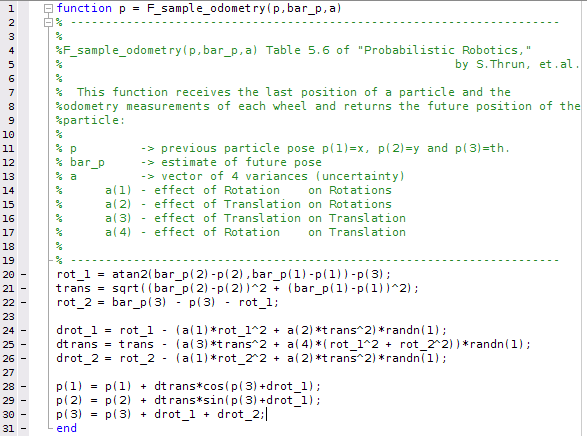 1 function p = F_sample_odometry(p,bar_p,a)
2 % ----------------------------------------------------------------------
3 %
4 %F_sample_odometry(p,bar_p,a) Table 5.6 of "Probabilistic Robotics,"
5 % by S.Thrun, et.al.
6 %
7 % This function receives the last position of a particle and the
8 %odometry measurements of each wheel and returns the future position of the
9 %particle:
10 %
11 % p -> previous particle pose p(1)=x, p(2)=y and p(3)=th.
12 % bar_p -> estimate of future pose
13 % a -> vector of 4 variances (uncertainty)
14 % a(1) - effect of Rotation on Rotations
15 % a(2) - effect of Translation on Rotations
16 % a(3) - effect of Translation on Translation
17 % a(4) - effect of Rotation on Translation
18 %
19 % ----------------------------------------------------------------------
20 - rot_1 = atan2(bar_p(2)-p(2),bar_p(1)-p(1))-p(3);
21 - trans = sqrt((bar_p(2)-p(2))^2 + (bar_p(1)-p(1))^2);
22 - rot_2 = bar_p(3) - p(3) - rot_1;
23
24 - drot_1 = rot_1 - (a(1)*rot_1^2 + a(2)*trans^2)*randn(1);
25 - dtrans = trans - (a(3)*trans^2 + a(4)*(rot_1^2 + rot_2^2))*randn(1);
26 - drot_2 = rot_2 - (a(1)*rot_2^2 + a(2)*trans^2)*randn(1);
27
28 - p(1) = p(1) + dtrans*cos(p(3)+drot_1);
29 - p(2) = p(2) + dtrans*sin(p(3)+drot_1);
30 - p(3) = p(3) + drot_1 + drot_2;
31 - end